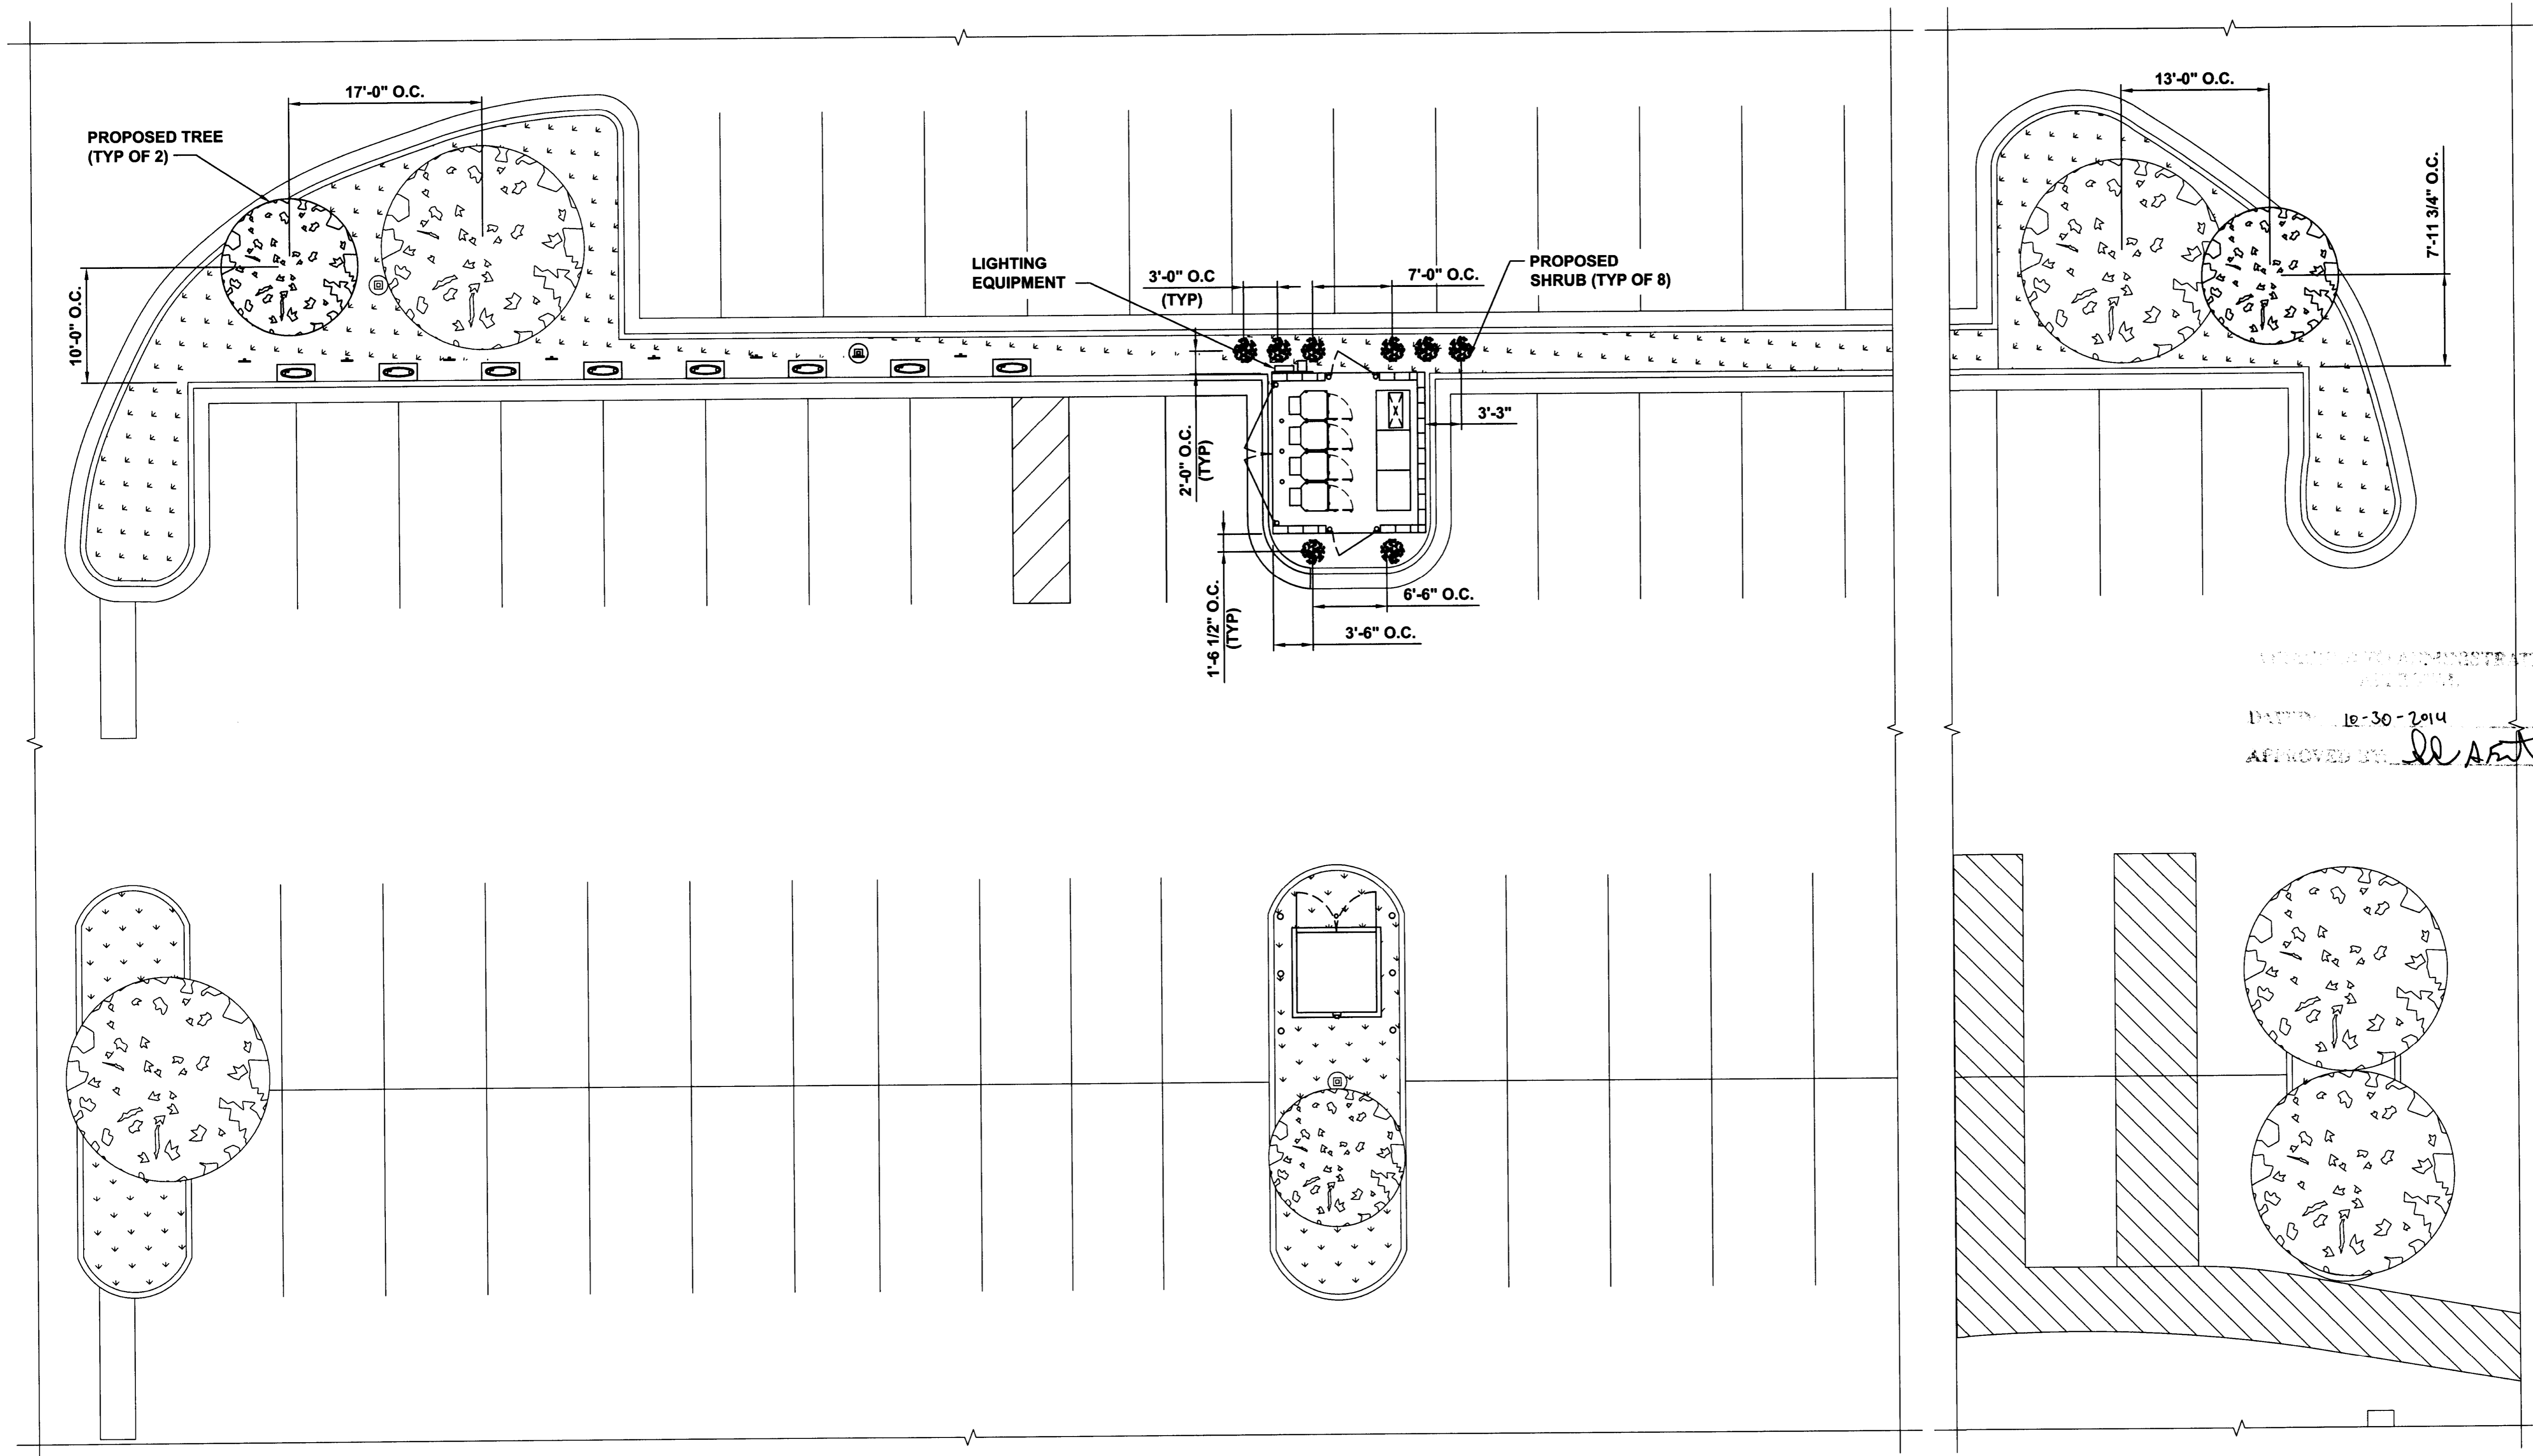 17'-0" O.C.
13'-0" O.C.
PROPOSED TREE
(TYP OF 2)
7'-11 3/4" O.C.
LIGHTING
EQUIPMENT
3'-0" O.C
(TYP)
7'-0" O.C.
PROPOSED
SHRUB (TYP OF 8)
10'-0" O.C.
3'-3"
2'-0" O.C.
(TYP)
6'-6" O.C.
1'-6 1/2" O.C.
(TYP)
3'-6" O.C.
10-30-2014
APPROVED BY: